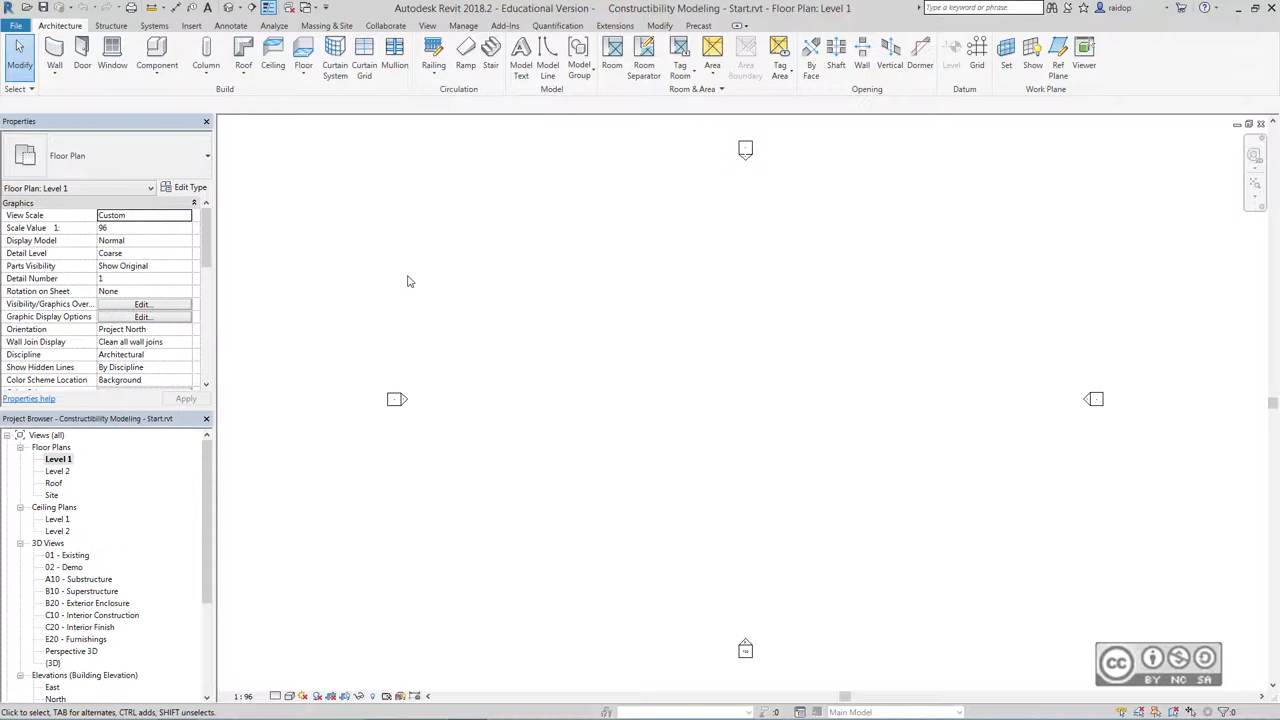 Autodesk Revit 2018.2 - Educational Version - Constructibility Modeling - Start.rvt - Floor Plan: Level 1
Type a keyword or phrase
raidop
File Architecture Structure Systems Insert Annotate Analyze Massing & Site Collaborate View Manage Add-Ins Quantification Extensions Modify Precast
Modify Wall Door Window Component Column Roof Ceiling Floor Curtain System Curtain Grid Mullion Railing Ramp Stair Model Text Model Line Model Group Room Room Separator Tag Room Area Area Boundary Tag Area By Face Shaft Wall Vertical Dormer Level Grid Set Show Ref Plane Viewer
Select Build Circulation Model Room & Area Opening Datum Work Plane
Properties
Floor Plan
Floor Plan: Level 1 Edit Type
Graphics
View Scale Custom
Scale Value 1: 96
Display Model Normal
Detail Level Coarse
Parts Visibility Show Original
Detail Number 1
Rotation on Sheet None
Visibility/Graphics Over... Edit...
Graphic Display Options Edit...
Orientation Project North
Wall Join Display Clean all wall joins
Discipline Architectural
Show Hidden Lines By Discipline
Color Scheme Location Background
Properties help Apply
Project Browser - Constructibility Modeling - Start.rvt
Views (all)
Floor Plans
Level 1
Level 2
Roof
Site
Ceiling Plans
Level 1
Level 2
3D Views
01 - Existing
02 - Demo
A10 - Substructure
B10 - Superstructure
B20 - Exterior Enclosure
C10 - Interior Construction
C20 - Interior Finish
E20 - Furnishings
Perspective 3D
{3D}
Elevations (Building Elevation)
East
North
1 : 96
cc
BY NC SA
Click to select, TAB for alternates, CTRL adds, SHIFT unselects.
:0 Main Model :0